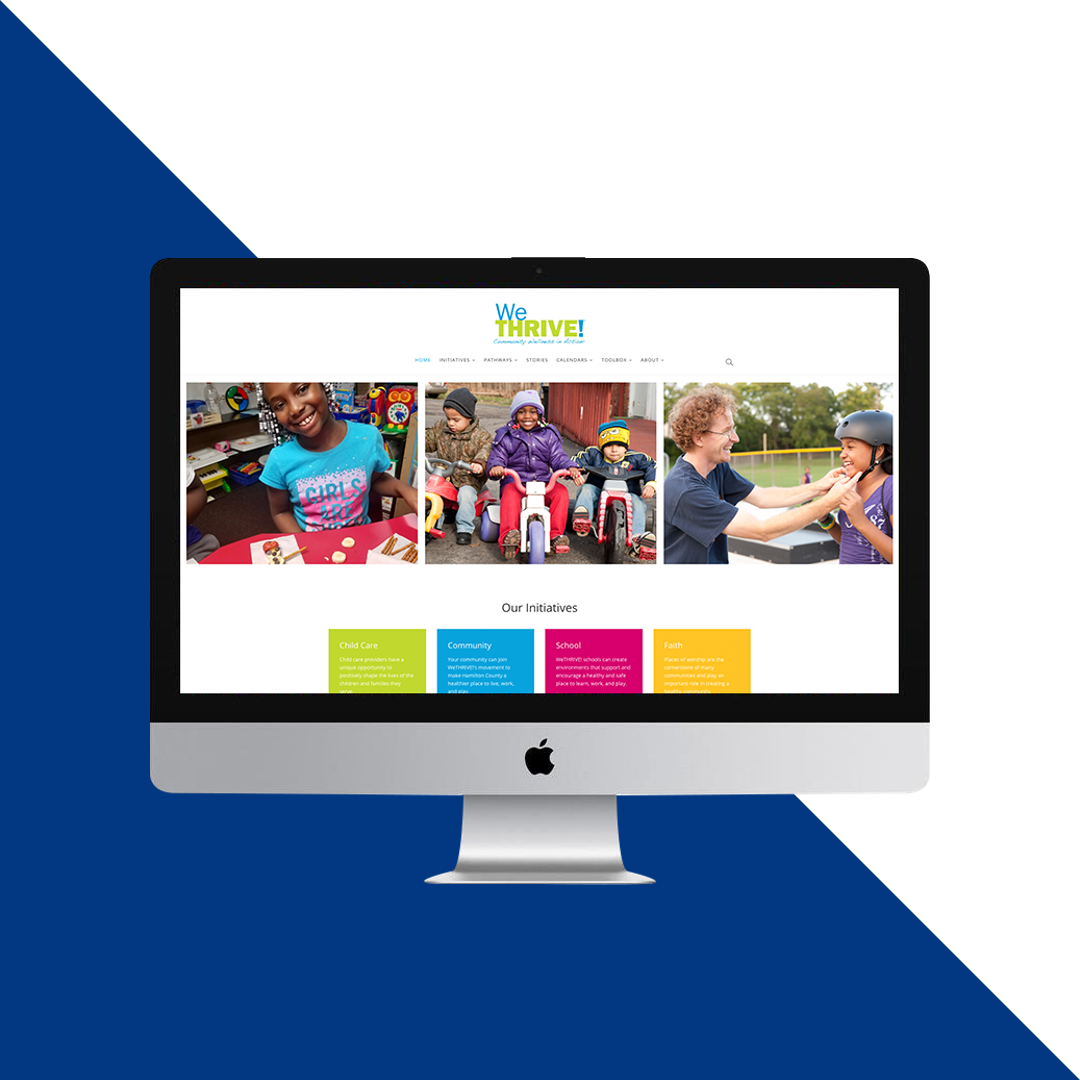 We
THRIVE!
Community Wellness in Action!
HOME INITIATIVES PATHWAYS STORIES CALENDARS TOOLBOX ABOUT
GIRLS
ARE
Our Initiatives
Child Care
Child care providers have a
unique opportunity to
positively shape the lives of the
children and families they
serve.
Community
Your community can join
WeTHRIVE!'s movement to
make Hamilton County a
healthier place to live, work,
and play.
School
WeTHRIVE! schools can create
environments that support and
encourage a healthy and safe
place to learn, work, and play.
Faith
Places of worship are the
cornerstone of many
communities and play an
important role in creating a
healthy community.